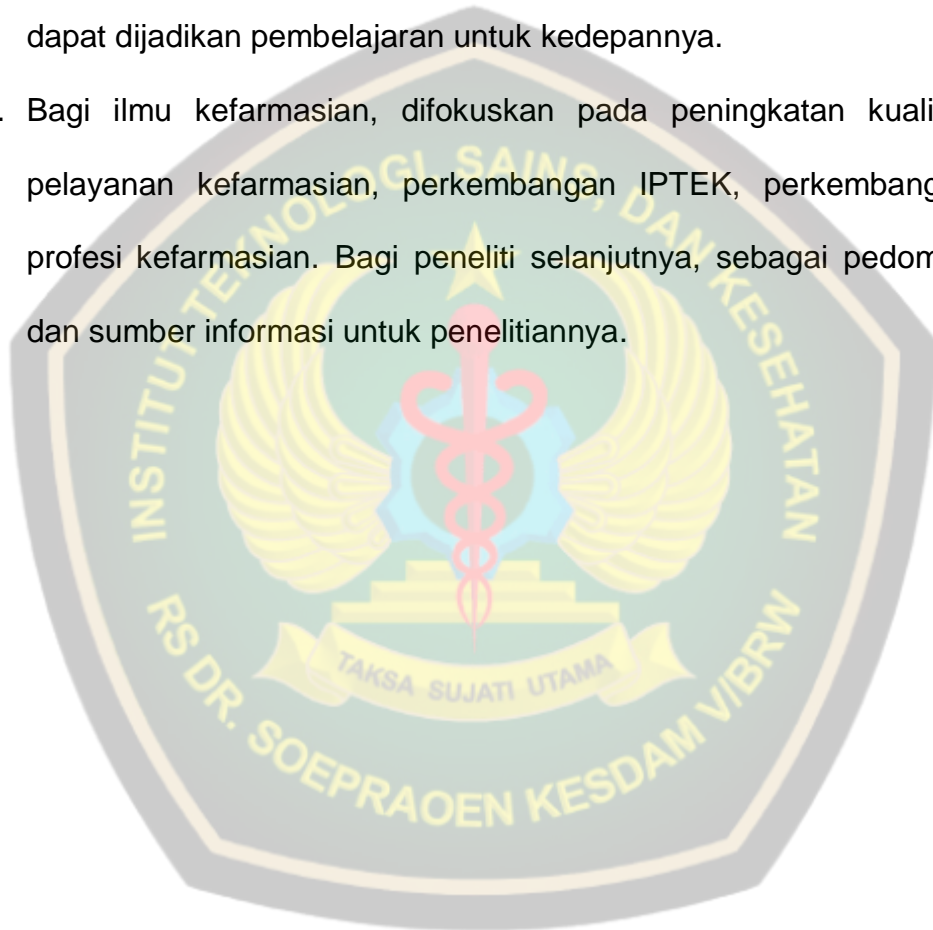 dapat dijadikan pembelajaran untuk kedepannya.
. Bagi ilmu kefarmasian, difokuskan pada peningkatan kuali
pelayanan kefarmasian, perkembangan IPTEK, perkembang
profesi kefarmasian. Bagi peneliti selanjutnya, sebagai pedom
dan sumber informasi untuk penelitiannya.
INSTITUT TEKNOLOGI, SAINS, DAN KESEHATAN
TAKSA SUJATI UTAMA
RS DR. SOEPRAOEN KESDAM V/BRW